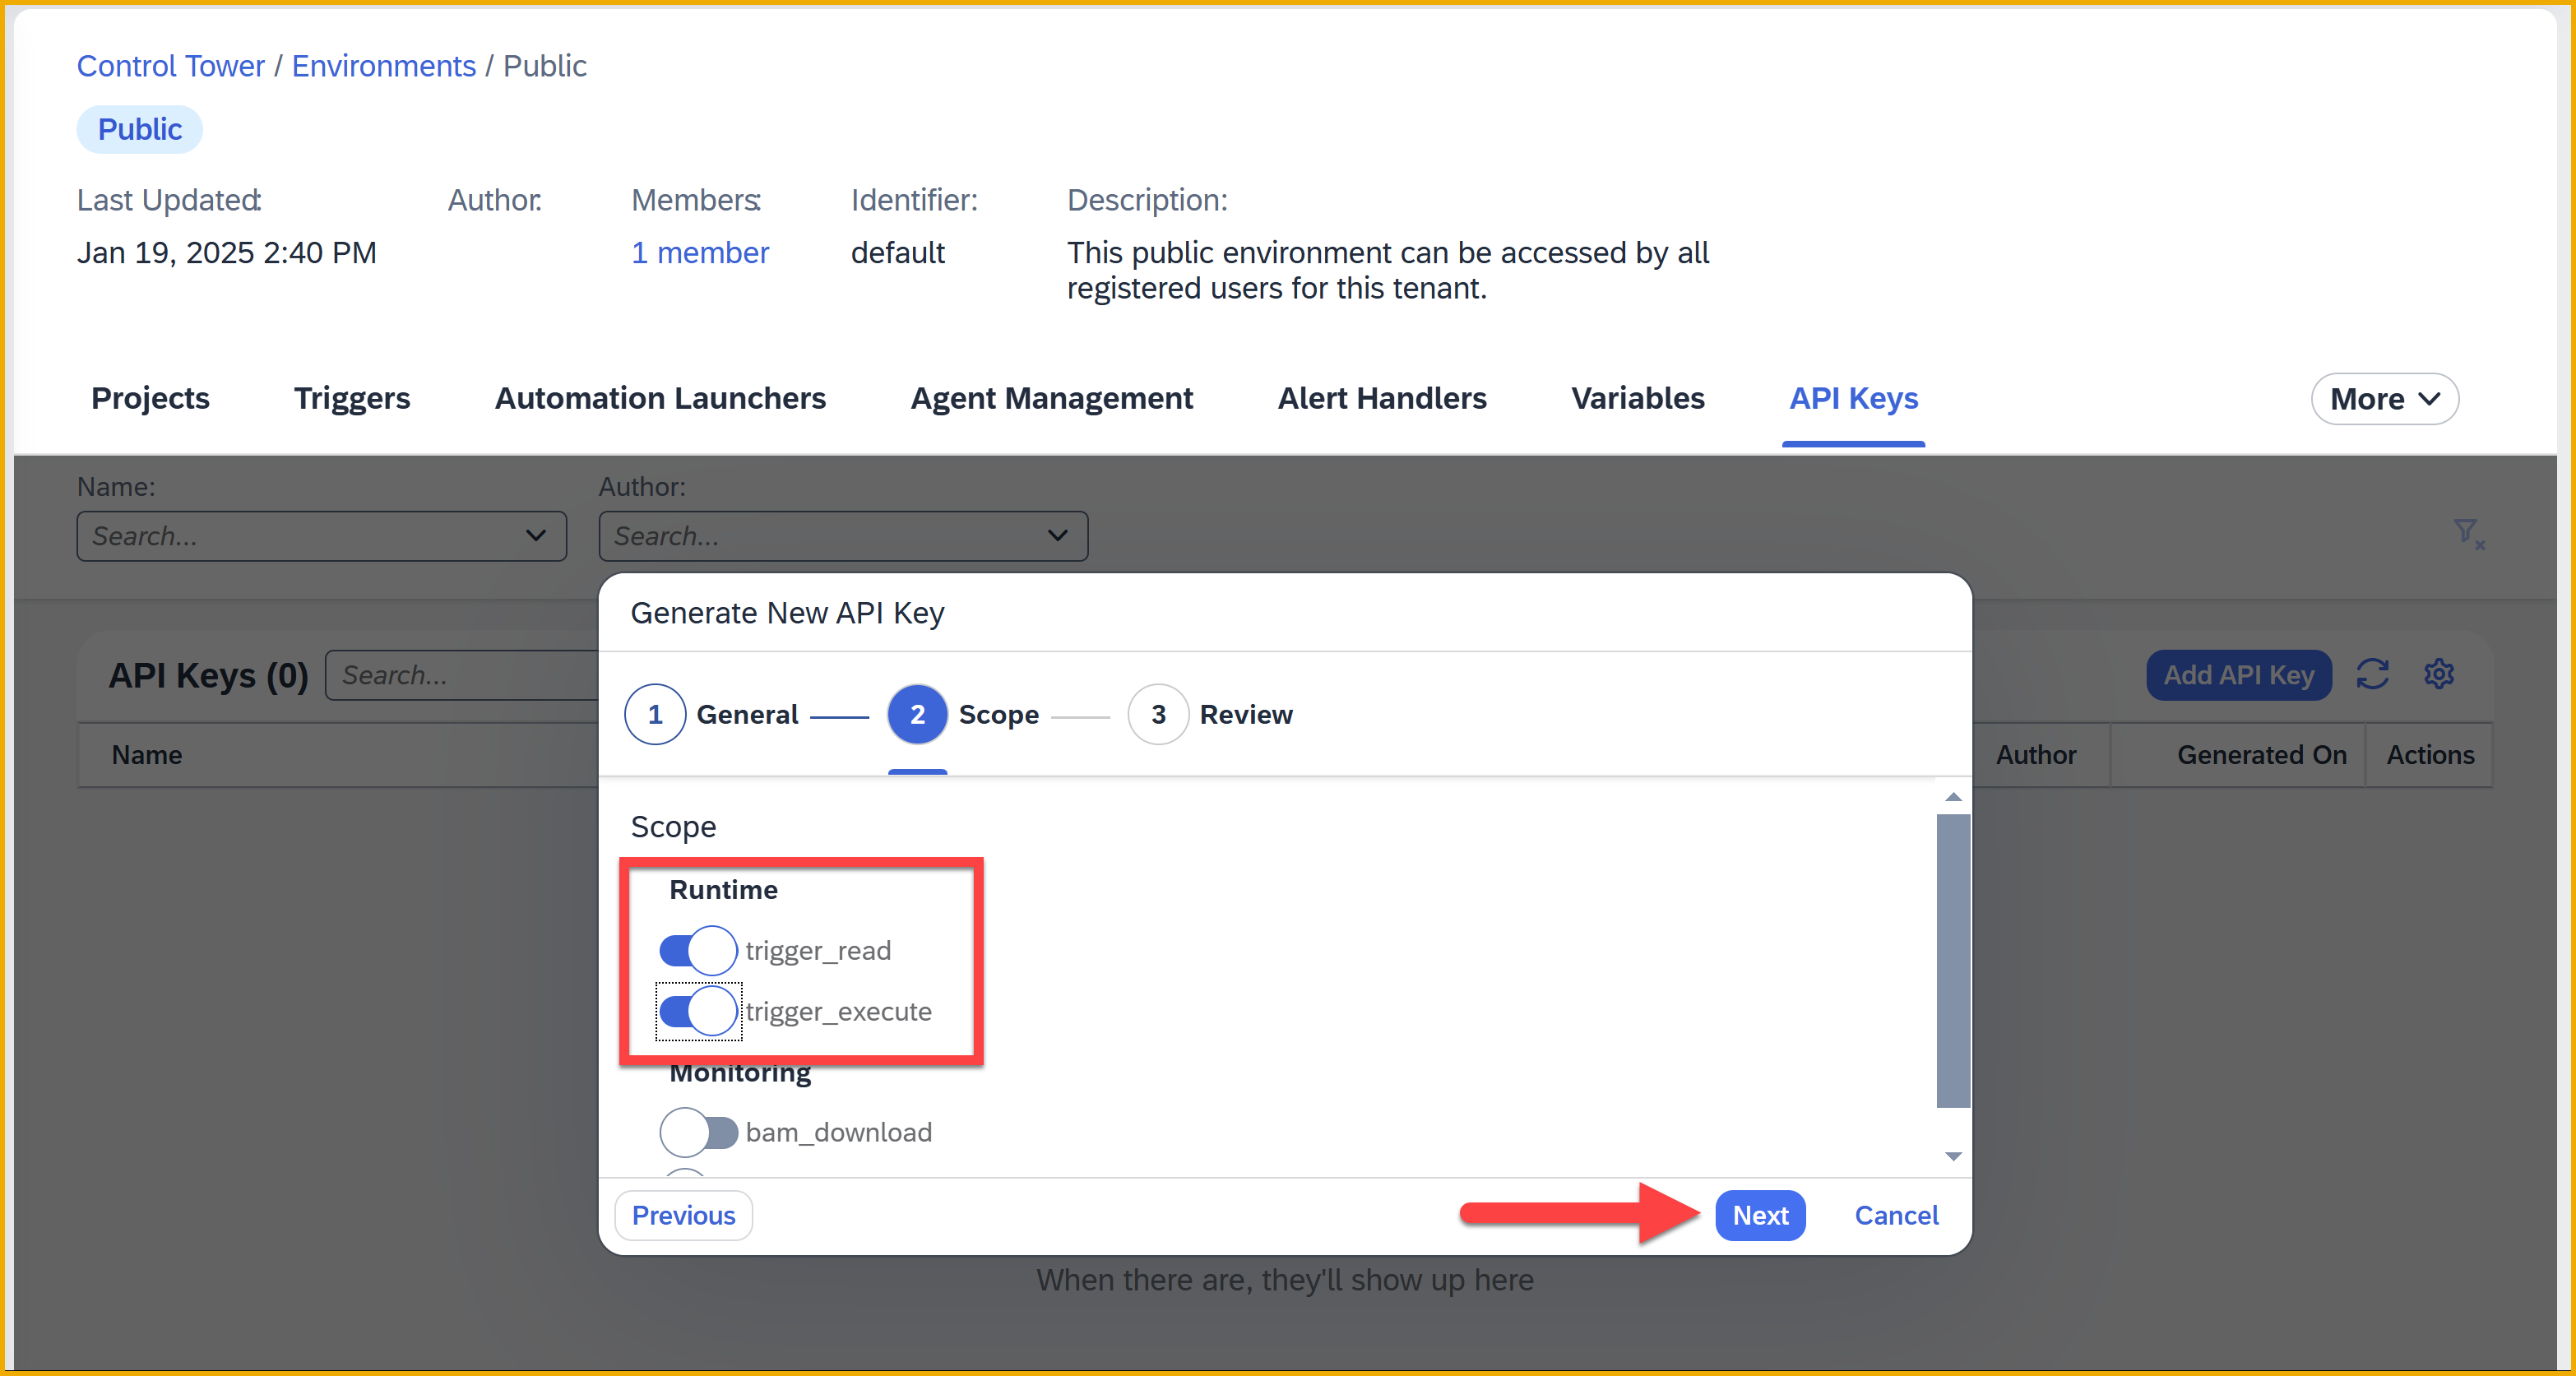 Control Tower / Environments / Public
Public
Last Updated: Author: Members: Identifier: Description:
Jan 19, 2025 2:40 PM 1 member default This public environment can be accessed by all
registered users for this tenant.
Projects Triggers Automation Launchers Agent Management Alert Handlers Variables API Keys More
Name: Author:
Search... Search...
API Keys (0) Search... Add API Key
Name Author Generated On Actions
Generate New API Key
1 General 2 Scope 3 Review
Scope
Runtime
trigger_read
trigger_execute
Monitoring
bam_download
Previous Next Cancel
When there are, they'll show up here